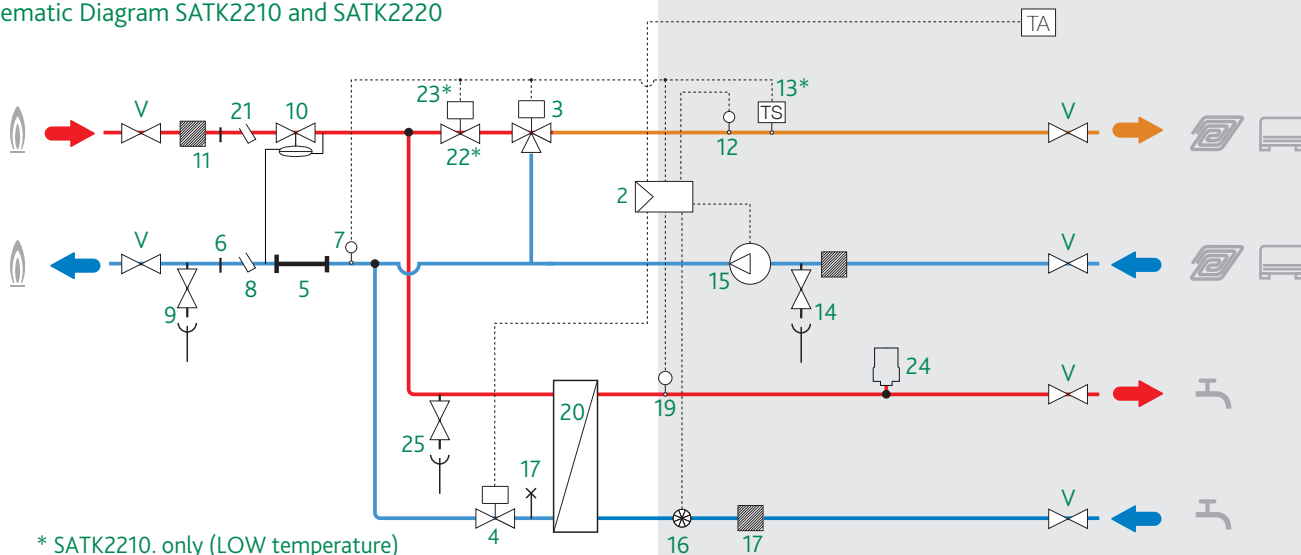 ematic Diagram SATK2210 and SATK2220
TA
V
11
21
10
23*
22*
3
12
13*
TS
V
2
V
9
6
8
5
7
15
14
V
25
20
19
24
V
4
17
16
17
V
* SATK2210. only (LOW temperature)